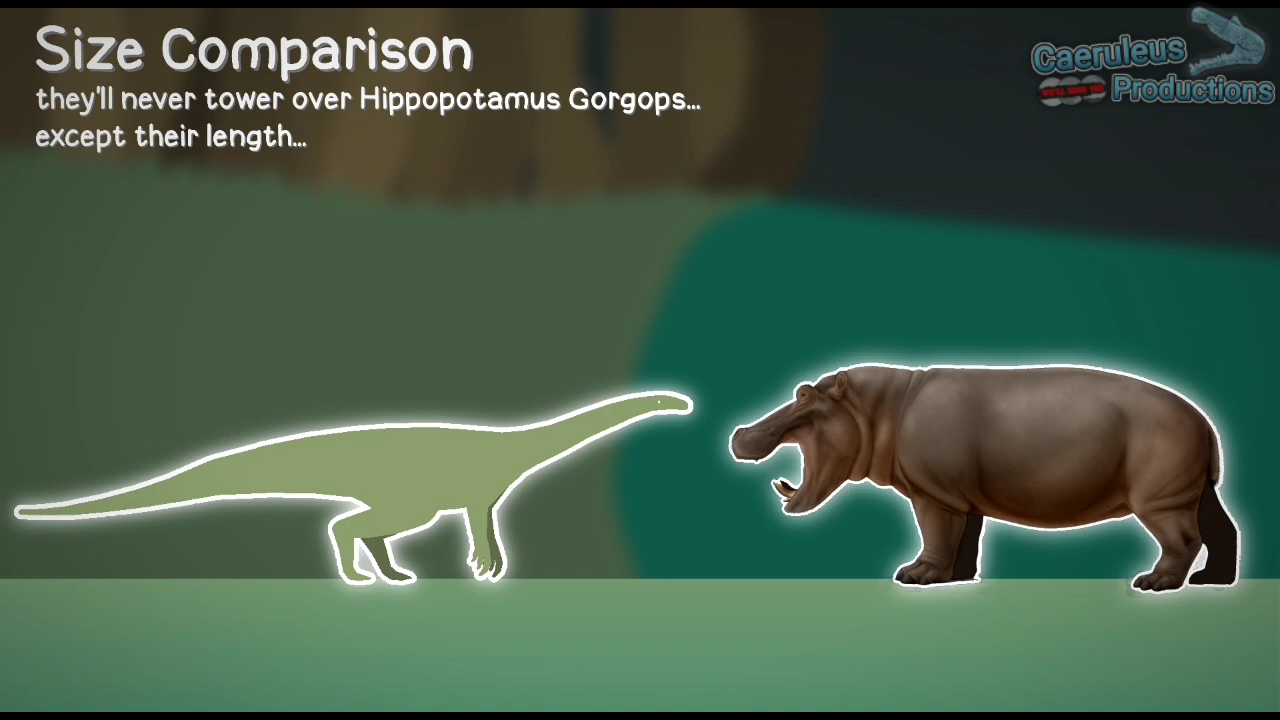 Size Comparison
they'll never tower over Hippopotamus Gorgops...
except their length...
Caeruleus
Productions